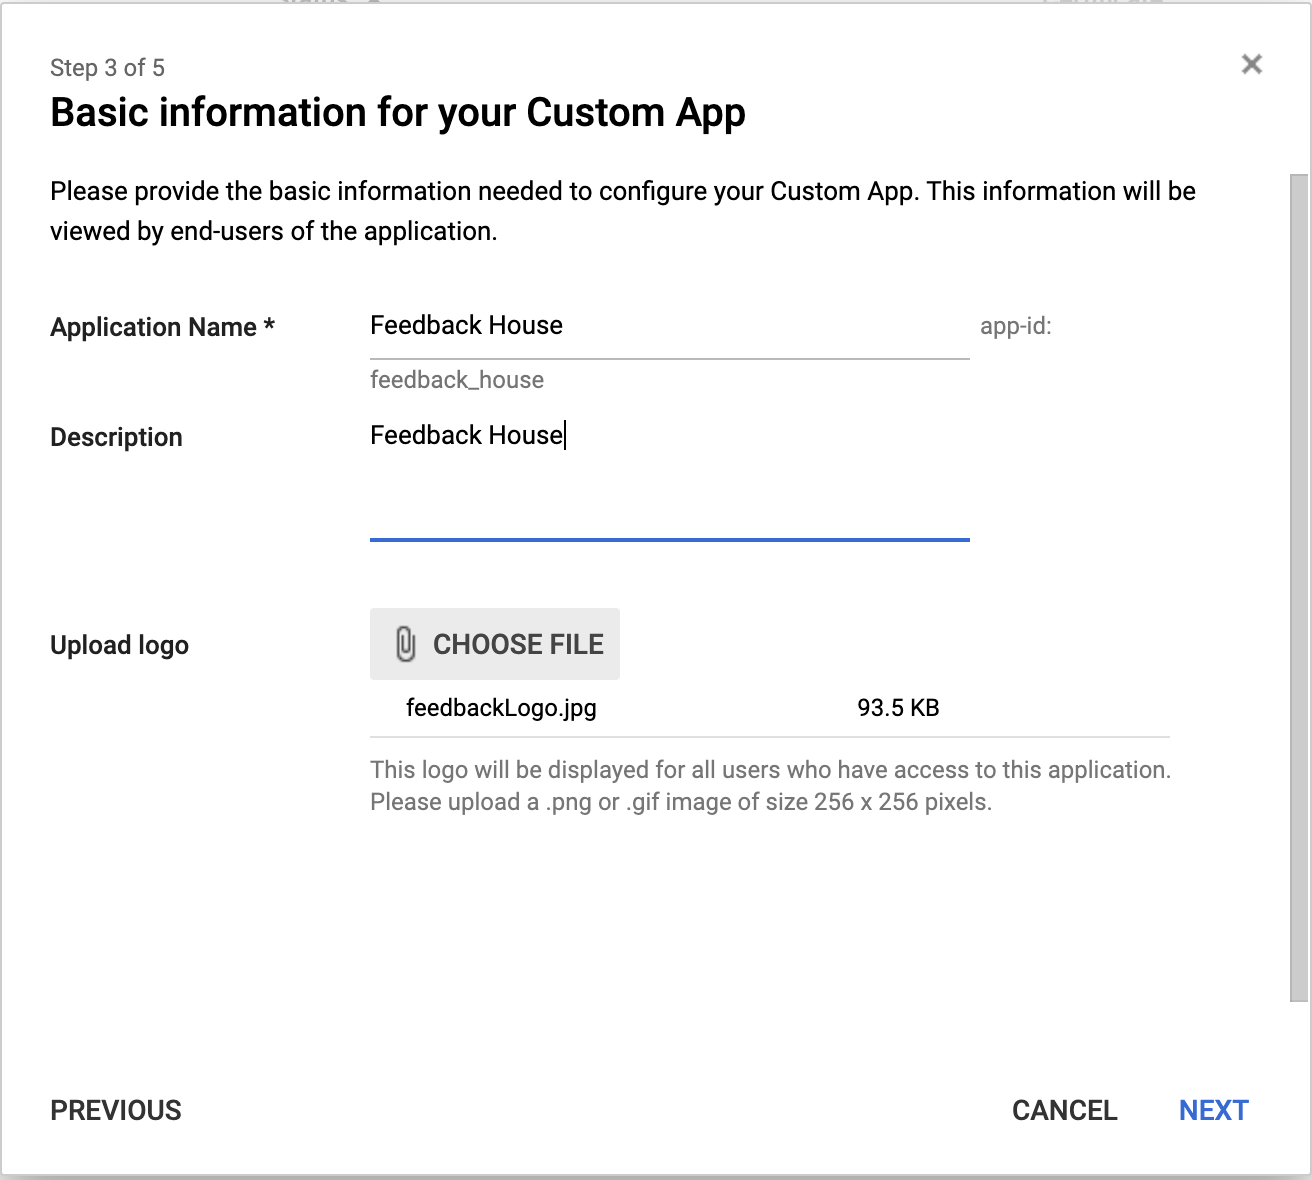 Step 3 of 5
Basic information for your Custom App
Please provide the basic information needed to configure your Custom App. This information will be
viewed by end-users of the application.
Application Name * Feedback House app-id:
feedback_house
Description Feedback House
Upload logo CHOOSE FILE
feedbackLogo.jpg 93.5 KB
This logo will be displayed for all users who have access to this application.
Please upload a .png or .gif image of size 256 x 256 pixels.
PREVIOUS CANCEL NEXT